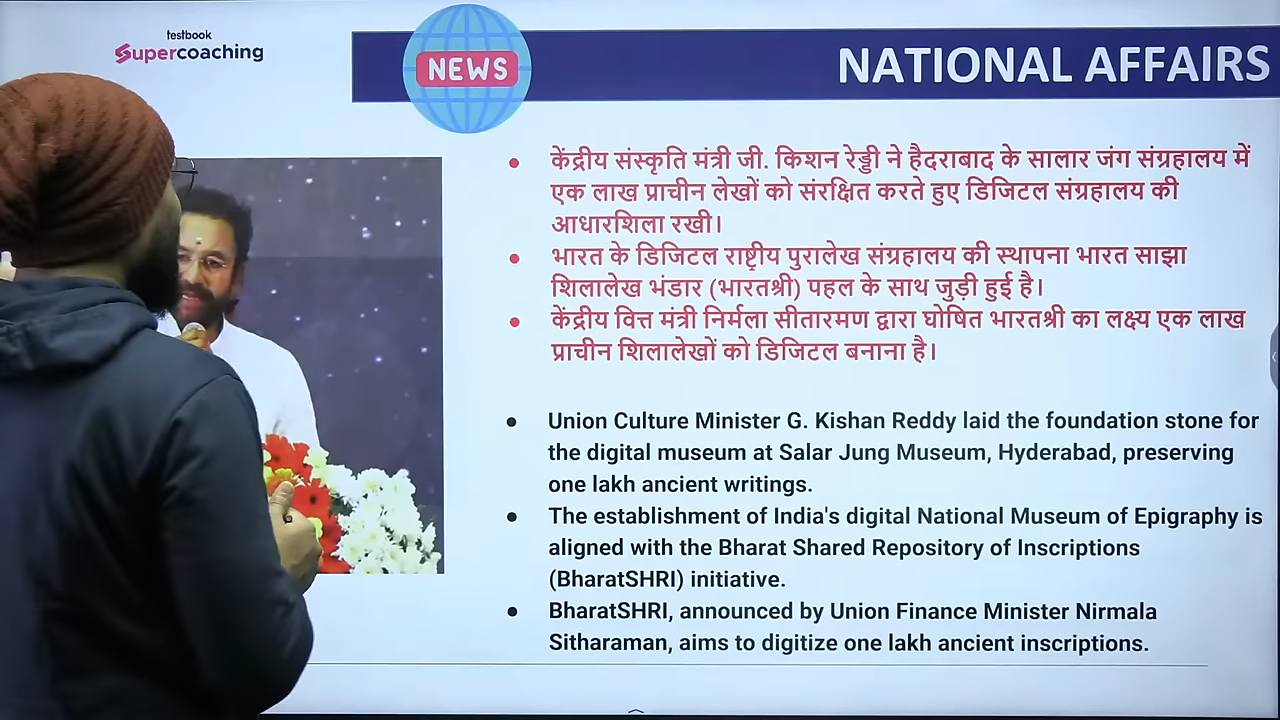 testbook
Supercoaching
NEWS
NATIONAL AFFAIRS
केंद्रीय संस्कृति मंत्री जी. किशन रेड्डी ने हैदराबाद के सालार जंग संग्रहालय में
एक लाख प्राचीन लेखों को संरक्षित करते हुए डिजिटल संग्रहालय की
आधारशिला रखी।
भारत के डिजिटल राष्ट्रीय पुरालेख संग्रहालय की स्थापना भारत साझा
शिलालेख भंडार (भारतश्री) पहल के साथ जुड़ी हुई है।
केंद्रीय वित्त मंत्री निर्मला सीतारमण द्वारा घोषित भारतश्री का लक्ष्य एक लाख
प्राचीन शिलालेखों को डिजिटल बनाना है।
Union Culture Minister G. Kishan Reddy laid the foundation stone for
the digital museum at Salar Jung Museum, Hyderabad, preserving
one lakh ancient writings.
The establishment of India's digital National Museum of Epigraphy is
aligned with the Bharat Shared Repository of Inscriptions
(BharatSHRI) initiative.
BharatSHRI, announced by Union Finance Minister Nirmala
Sitharaman, aims to digitize one lakh ancient inscriptions.